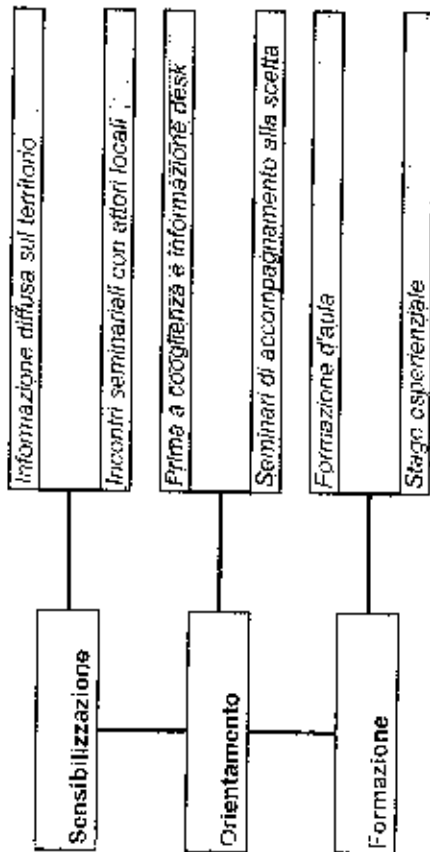 Sensibilizzazione
Informazione diffusa sul territorio
Incontri seminariali con attori locali
Orientamento
Prima accoglienza e informazione desk
Seminari di accompagnamento alla scelta
Formazione
Formazione d'aula
Stage esperienziale